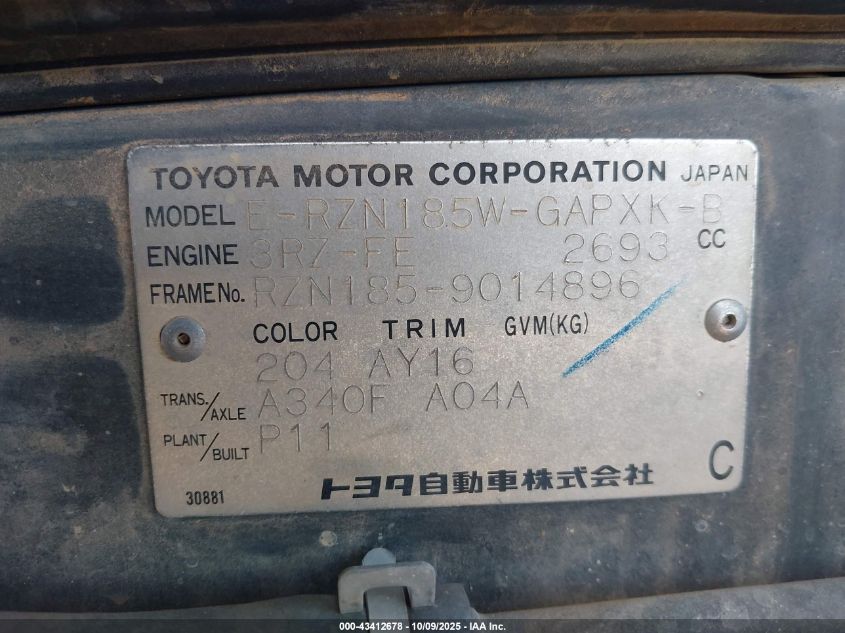 TOYOTA MOTOR CORPORATION JAPAN
MODEL E-RZN185W-GAPXK-B
ENGINE 3RZ-FE 2693 CC
FRAME No. RZN185-9014896
COLOR TRIM GVM(KG)
204 AY16
TRANS./AXLE A340F A04A
PLANT/BUILT P11
30881 トヨタ自動車株式会社 C
000-43412678 - 10/09/2025 - IAA Inc.